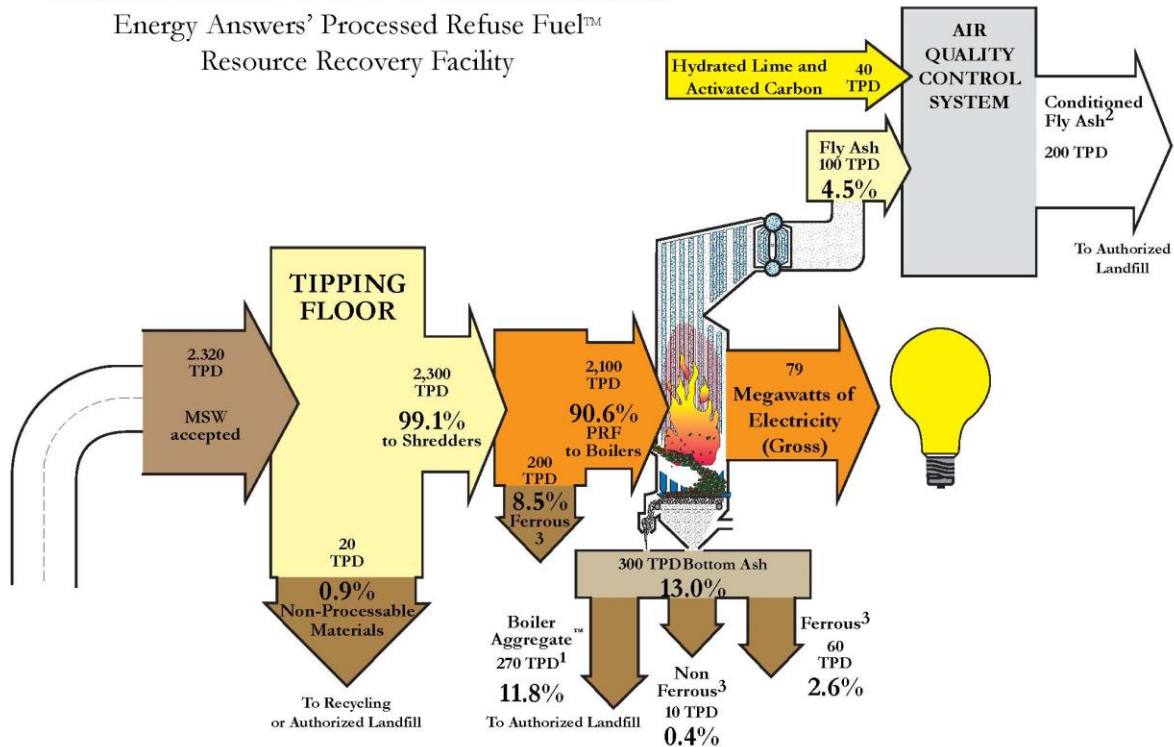 Energy Answers' Processed Refuse Fuel™
Resource Recovery Facility
Hydrated Lime and
Activated Carbon
40
TPD
AIR
QUALITY
CONTROL
SYSTEM
Conditioned
Fly Ash2
200 TPD
To Authorized
Landfill
Fly Ash
100 TPD
4.5%
2.320
TPD
MSW
accepted
TIPPING
FLOOR
2,300
TPD
99.1%
to Shredders
20
TPD
0.9%
Non-Processable
Materials
To Recycling
or Authorized Landfill
2,100
TPD
90.6%
PRF
to Boilers
200
TPD
8.5%
Ferrous
3
79
Megawatts of
Electricity
(Gross)
300 TPD Bottom Ash
13.0%
Boiler
Aggregate™
270 TPD1
11.8%
To Authorized Landfill
Non
Ferrous3
10 TPD
0.4%
Ferrous3
60
TPD
2.6%